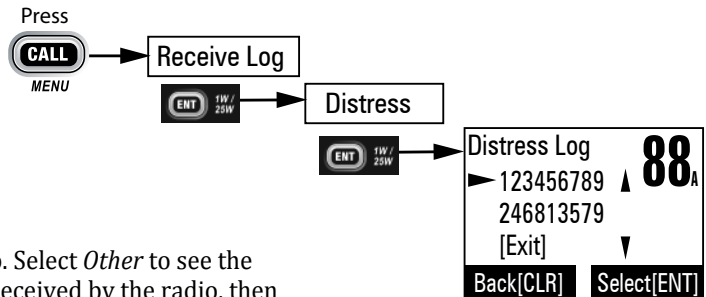 Press
CALL
MENU
Receive Log
ENT 1W / 25W
Distress
ENT 1W / 25W
Distress Log
88A
123456789
246813579
[Exit]
Back[CLR] Select[ENT]
. Select Other to see the
eceived by the radio, then